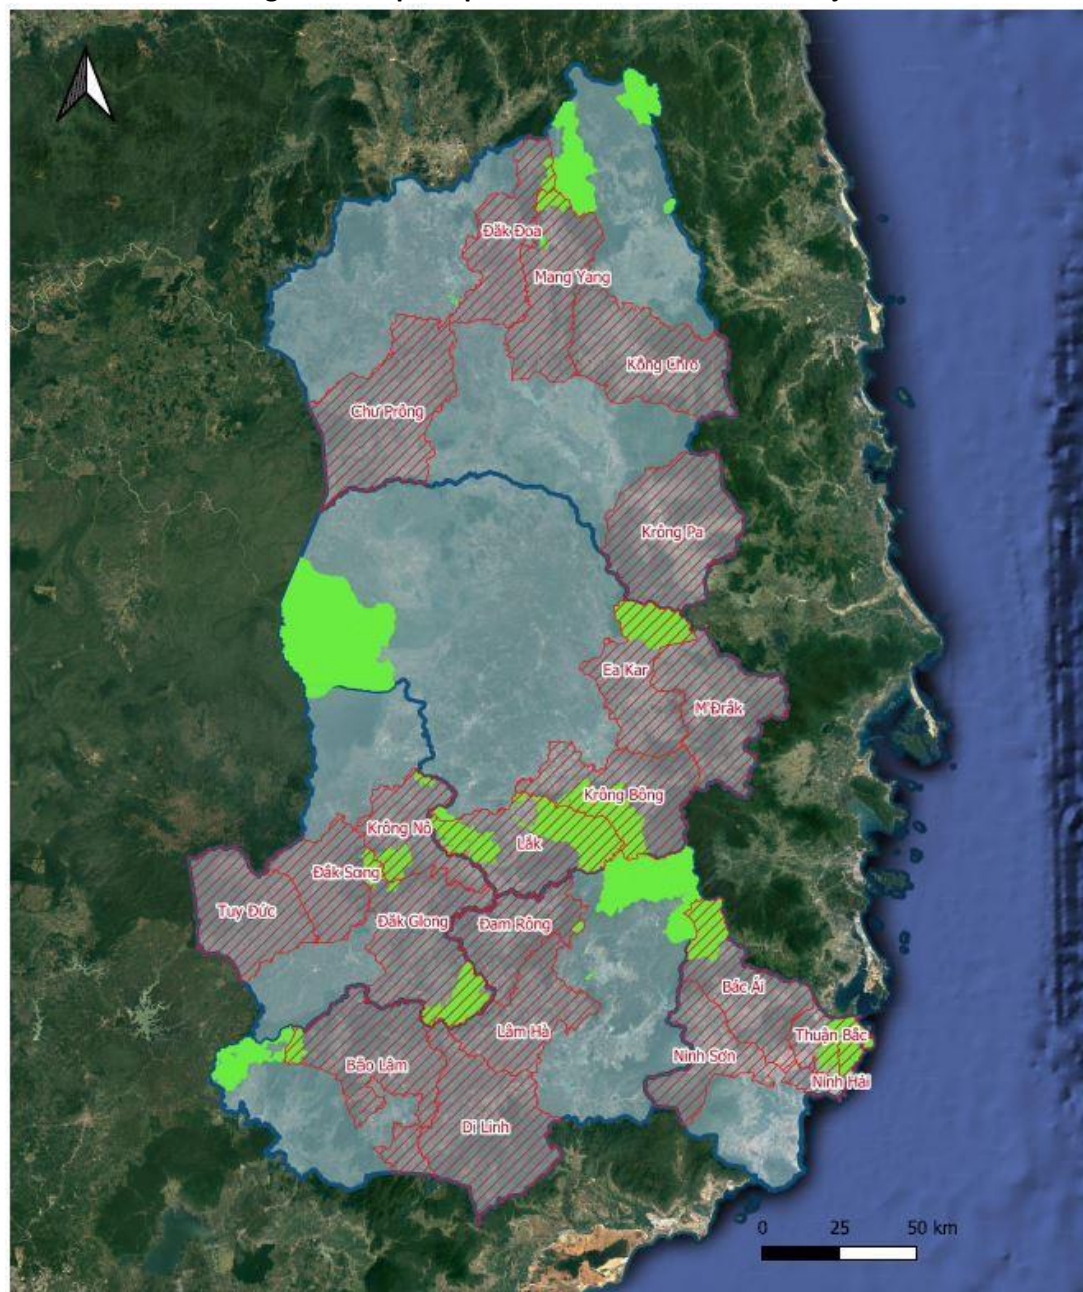 Đăk Đoa
Mang Yang
Kông Chro
Chư Prông
Krông Pa
Ea Kar
M'Đrắk
Krông Bông
Krông Nô
Lắk
Đắk Song
Tuy Đức
Đăk Glong
Đam Rông
Bác Ái
Lâm Hà
Thuận Bắc
Ninh Sơn
Bảo Lâm
Ninh Hải
Di Linh
0 25 50 km